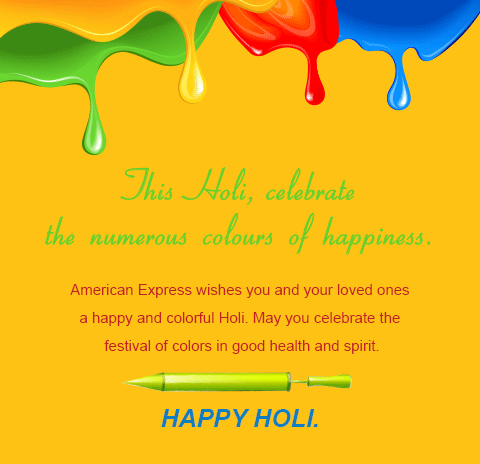 This Holi, celebrate
the numerous colours of happiness.
American Express wishes you and your loved ones
a happy and colorful Holi. May you celebrate the
festival of colors in good health and spirit.
HAPPY HOLI.